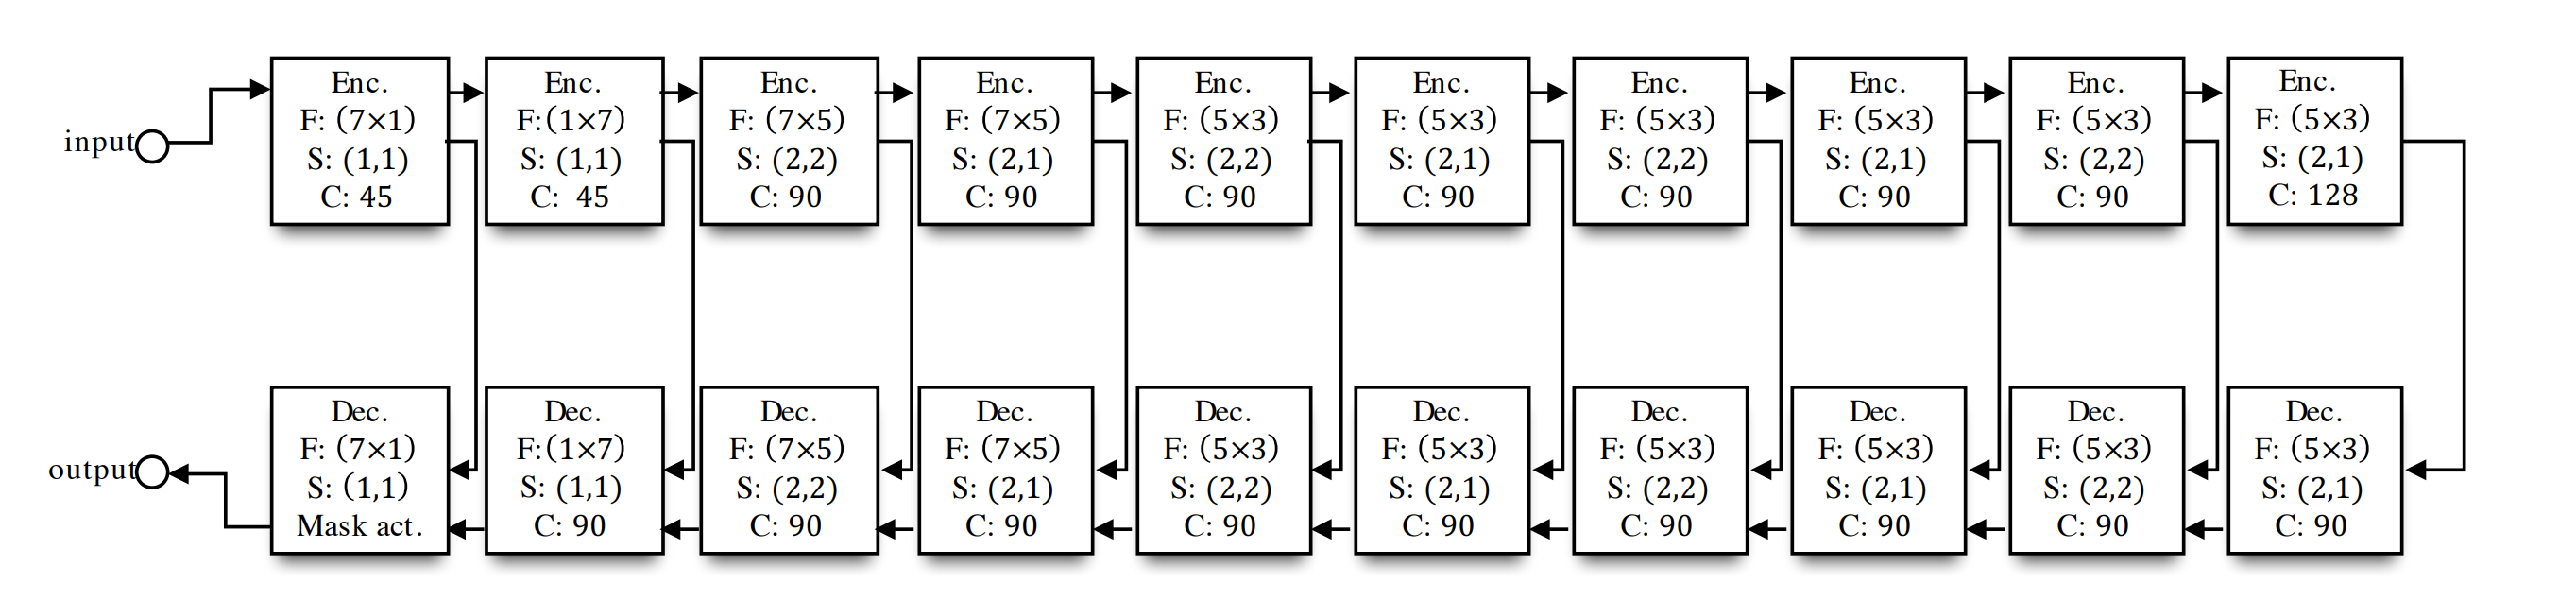 input
Enc.
F: (7×1)
S: (1,1)
C: 45
Enc.
F:(1×7)
S: (1,1)
C: 45
Enc.
F: (7×5)
S: (2,2)
C: 90
Enc.
F: (7×5)
S: (2,1)
C: 90
Enc.
F: (5×3)
S: (2,2)
C: 90
Enc.
F: (5×3)
S: (2,1)
C: 90
Enc.
F: (5×3)
S: (2,2)
C: 90
Enc.
F: (5×3)
S: (2,1)
C: 90
Enc.
F: (5×3)
S: (2,2)
C: 90
Enc.
F: (5×3)
S: (2,1)
C: 128
output
Dec.
F: (7×1)
S: (1,1)
Mask act.
Dec.
F:(1×7)
S: (1,1)
C: 90
Dec.
F: (7×5)
S: (2,2)
C: 90
Dec.
F: (7×5)
S: (2,1)
C: 90
Dec.
F: (5×3)
S: (2,2)
C: 90
Dec.
F: (5×3)
S: (2,1)
C: 90
Dec.
F: (5×3)
S: (2,2)
C: 90
Dec.
F: (5×3)
S: (2,1)
C: 90
Dec.
F: (5×3)
S: (2,2)
C: 90
Dec.
F: (5×3)
S: (2,1)
C: 90